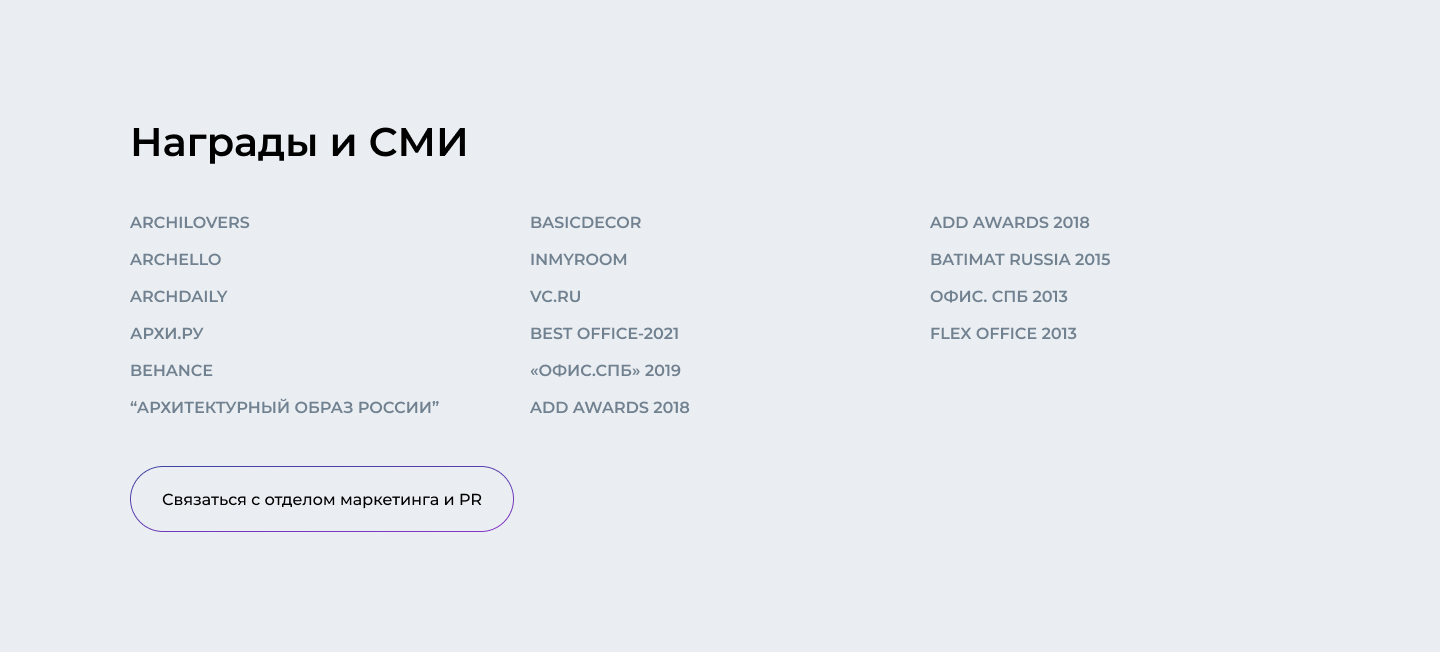 Награды и СМИ
ARCHILOVERS
ARCHELLO
ARCHDAILY
АРХИ.РУ
BEHANCE
“АРХИТЕКТУРНЫЙ ОБРАЗ РОССИИ”
BASICDECOR
INMYROOM
VC.RU
BEST OFFICE-2021
«ОФИС.СПБ» 2019
ADD AWARDS 2018
ADD AWARDS 2018
BATIMAT RUSSIA 2015
ОФИС. СПБ 2013
FLEX OFFICE 2013
Связаться с отделом маркетинга и PR